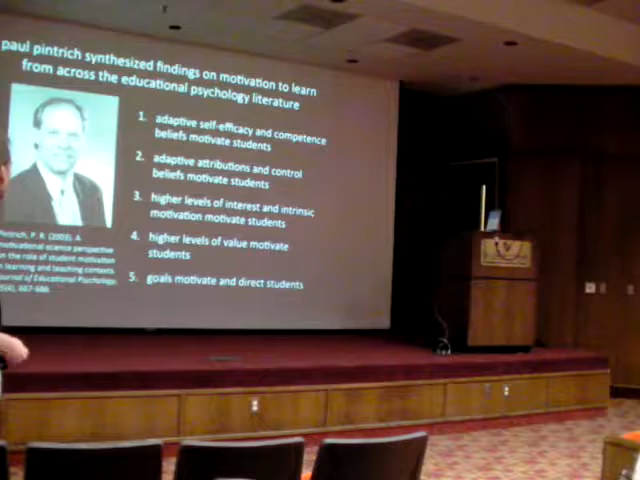 paul pintrich synthesized findings on motivation to learn
from across the educational psychology literature
1. adaptive self-efficacy and competence
beliefs motivate students
2. adaptive attributions and control
beliefs motivate students
3. higher levels of interest and intrinsic
motivation motivate students
4. higher levels of value motivate
students
5. goals motivate and direct students
Pintrich, P. R. (2003). A
motivational science perspective
on the role of student motivation
in learning and teaching contexts.
Journal of Educational Psychology,
95(4), 667-686.